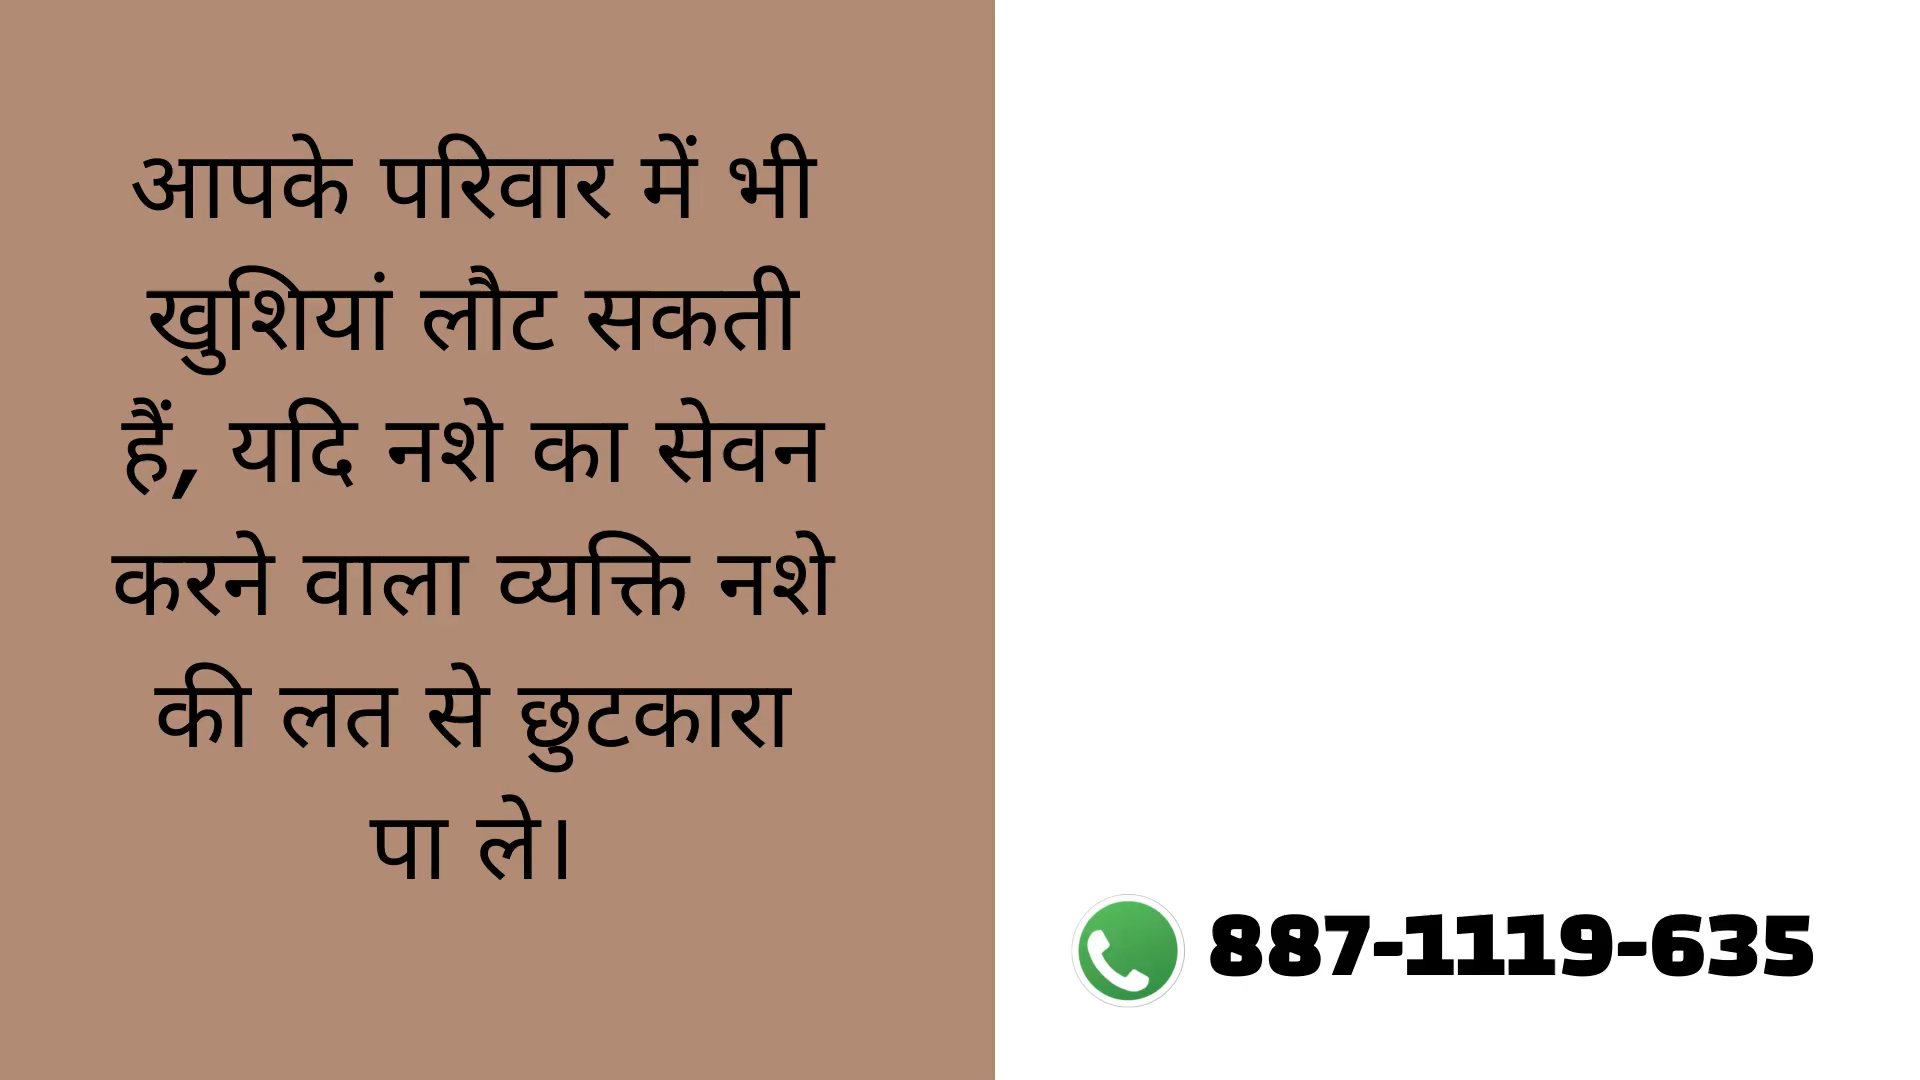 आपके परिवार में भी
खुशियां लौट सकती
हैं, यदि नशे का सेवन
करने वाला व्यक्ति नशे
की लत से छुटकारा
पा ले।
887-1119-635